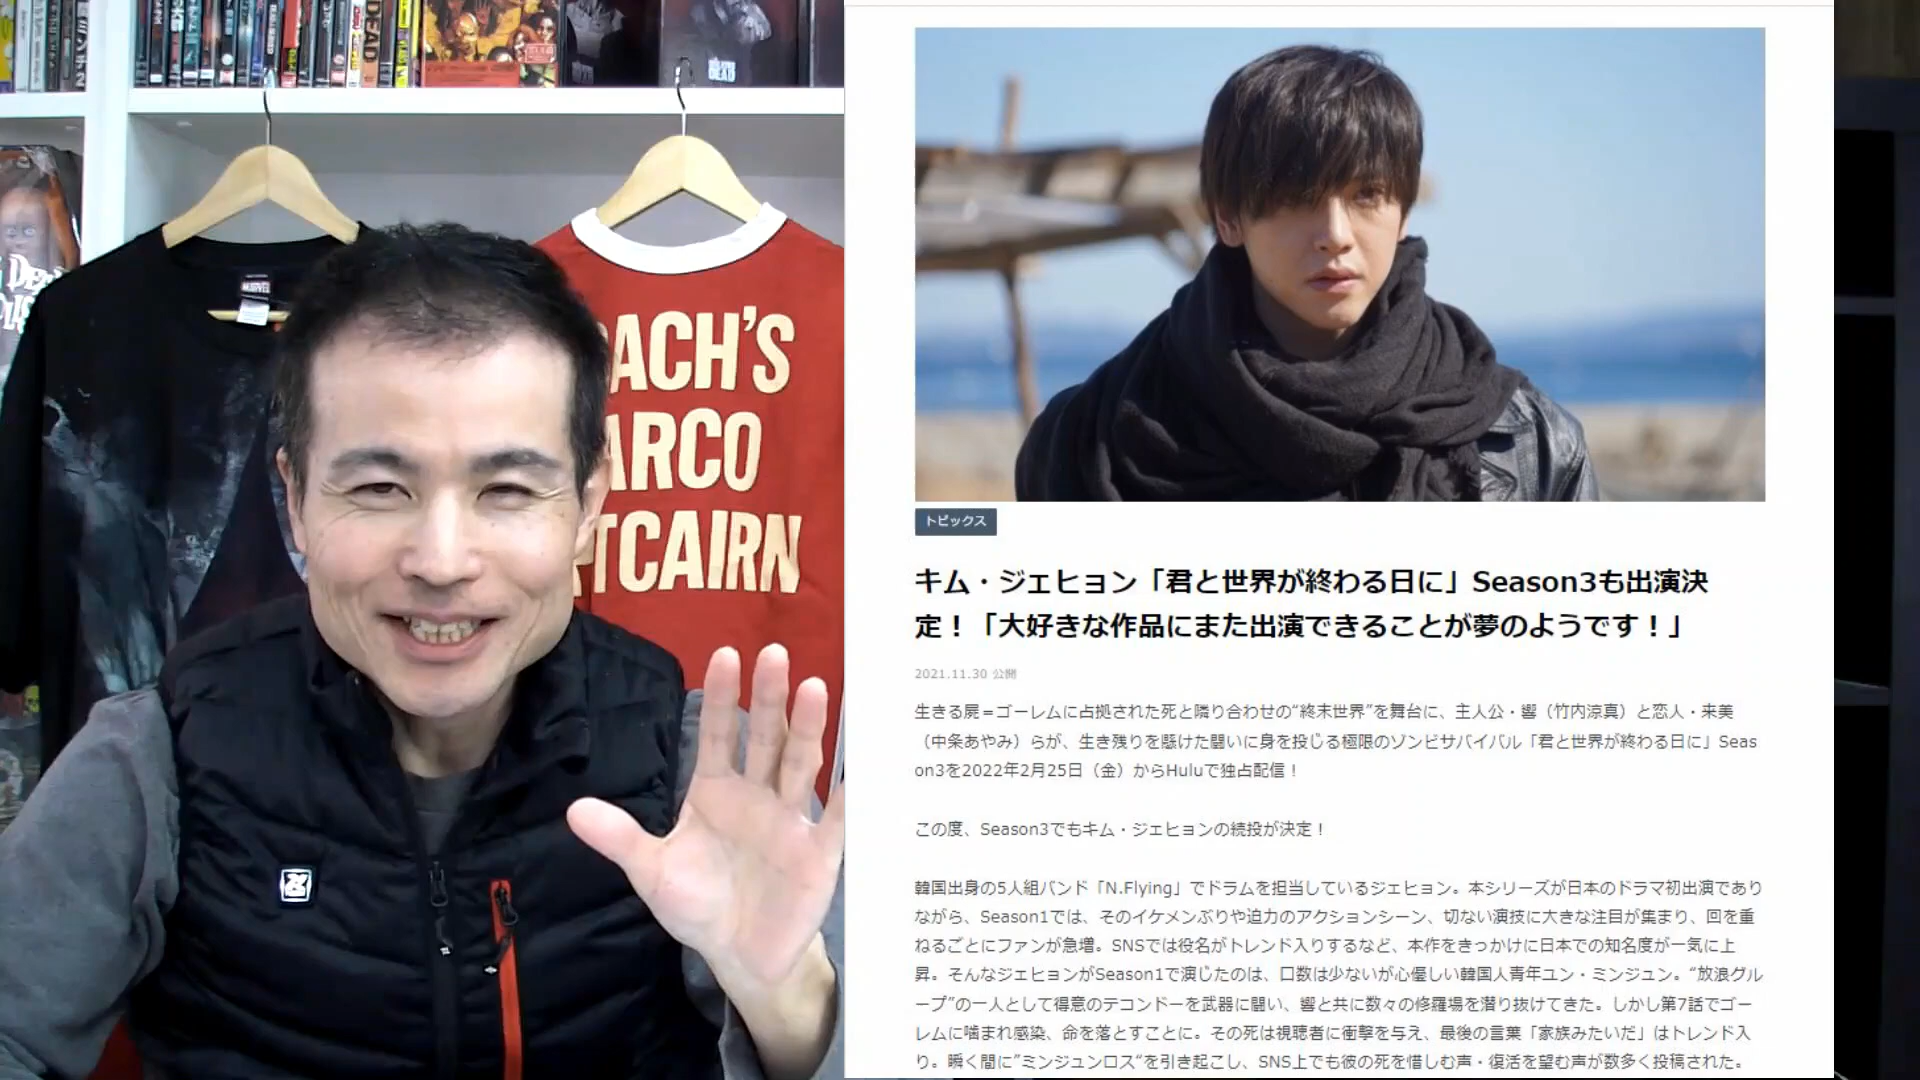 DEAD
MARVEL
ACH'S
ARCO
TCAIRN
トピックス
キム・ジェヒョン「君と世界が終わる日に」Season3も出演決
定！「大好きな作品にまた出演できることが夢のようです！」
2021.11.30 公開
生きる屍＝ゴーレムに占拠された死と隣り合わせの“終末世界”を舞台に、主人公・響（竹内涼真）と恋人・来美
（中条あやみ）らが、生き残りを懸けた闘いに身を投じる極限のゾンビサバイバル「君と世界が終わる日に」Seas
on3を2022年2月25日（金）からHuluで独占配信！
この度、Season3でもキム・ジェヒョンの続投が決定！
韓国出身の5人組バンド「N.Flying」でドラムを担当しているジェヒョン。本シリーズが日本のドラマ初出演であり
ながら、Season1では、そのイケメンぶりや迫力のアクションシーン、切ない演技に大きな注目が集まり、回を重
ねるごとにファンが急増。SNSでは役名がトレンド入りするなど、本作をきっかけに日本での知名度が一気に上
昇。そんなジェヒョンがSeason1で演じたのは、口数は少ないが心優しい韓国人青年ユン・ミンジュン。“放浪グル
ープ”の一人として得意のテコンドーを武器に闘い、響と共に数々の修羅場を潜り抜けてきた。しかし第7話でゴー
レムに噛まれ感染、命を落とすことに。その死は視聴者に衝撃を与え、最後の言葉「家族みたいだ」はトレンド入
り。瞬く間に”ミンジュンロス“を引き起こし、SNS上でも彼の死を惜しむ声・復活を望む声が数多く投稿された。